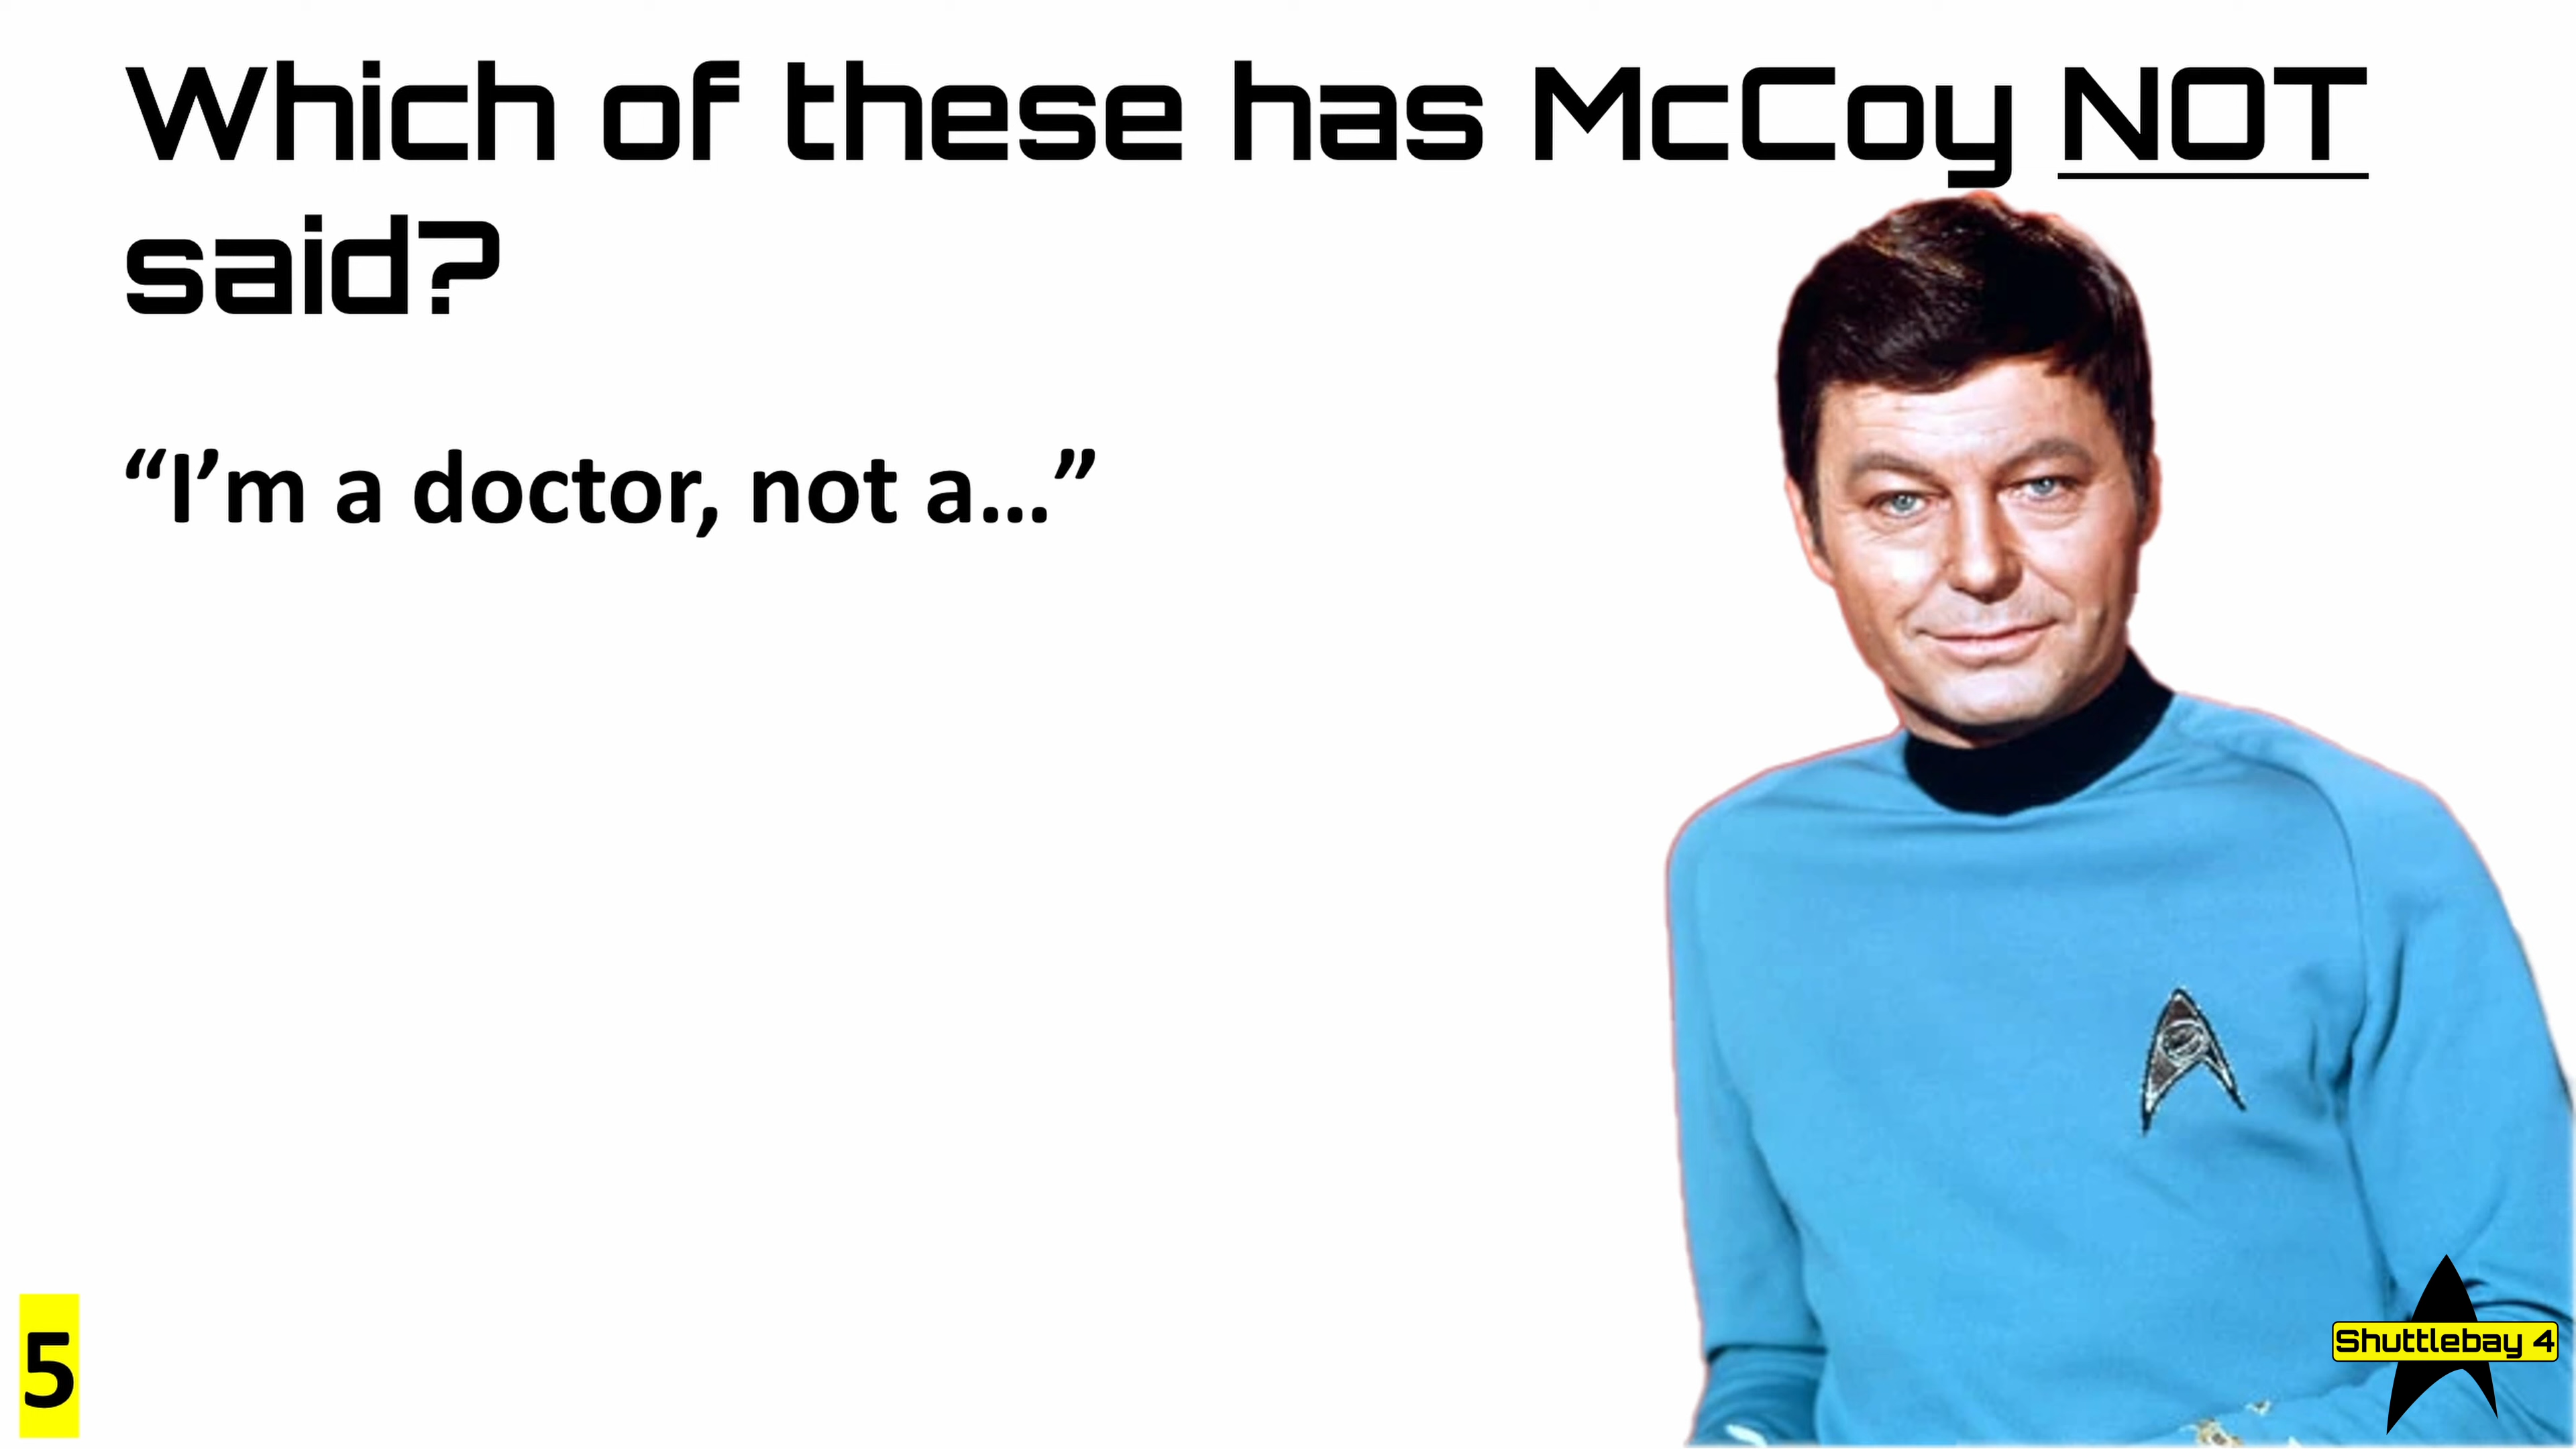 Which of these has McCoy NOT
said?
“I’m a doctor, not a…”
5
Shuttlebay 4